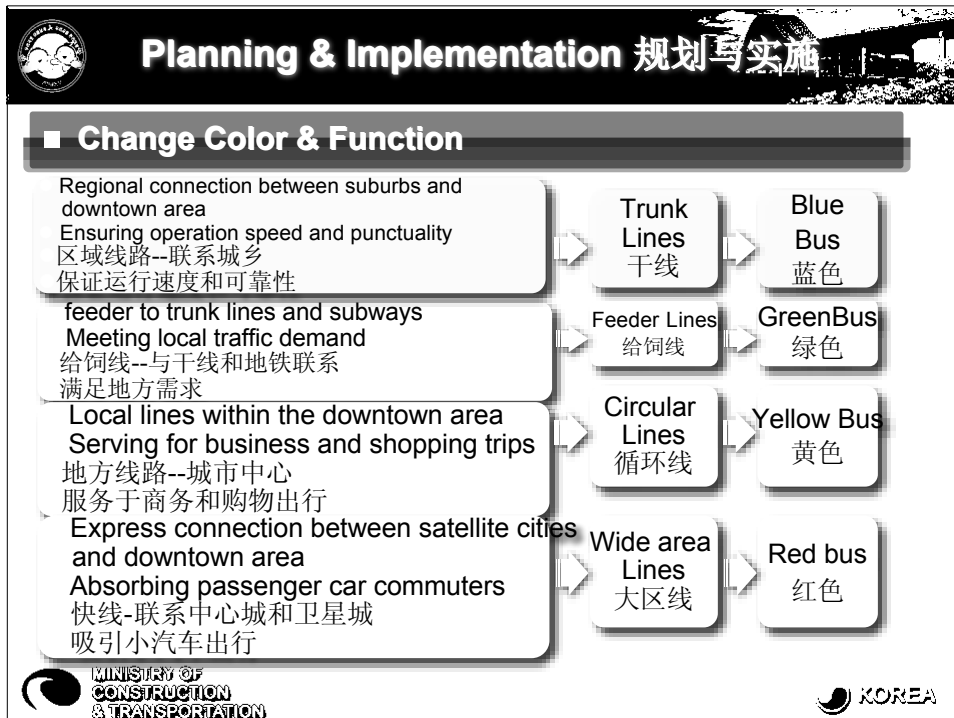 Planning & Implementation 规划与实施
Change Color & Function
Regional connection between suburbs and
downtown area
Ensuring operation speed and punctuality
区域线路--联系城乡
保证运行速度和可靠性
Trunk
Lines
干线
Blue
Bus
蓝色
feeder to trunk lines and subways
Meeting local traffic demand
给饲线--与干线和地铁联系
满足地方需求
Feeder Lines
给饲线
GreenBus
绿色
Local lines within the downtown area
Serving for business and shopping trips
地方线路--城市中心
服务于商务和购物出行
Circular
Lines
循环线
Yellow Bus
黄色
Express connection between satellite cities
and downtown area
Absorbing passenger car commuters
快线-联系中心城和卫星城
吸引小汽车出行
Wide area
Lines
大区线
Red bus
红色
MINISTRY OF
CONSTRUCTION
& TRANSPORTATION
KOREA